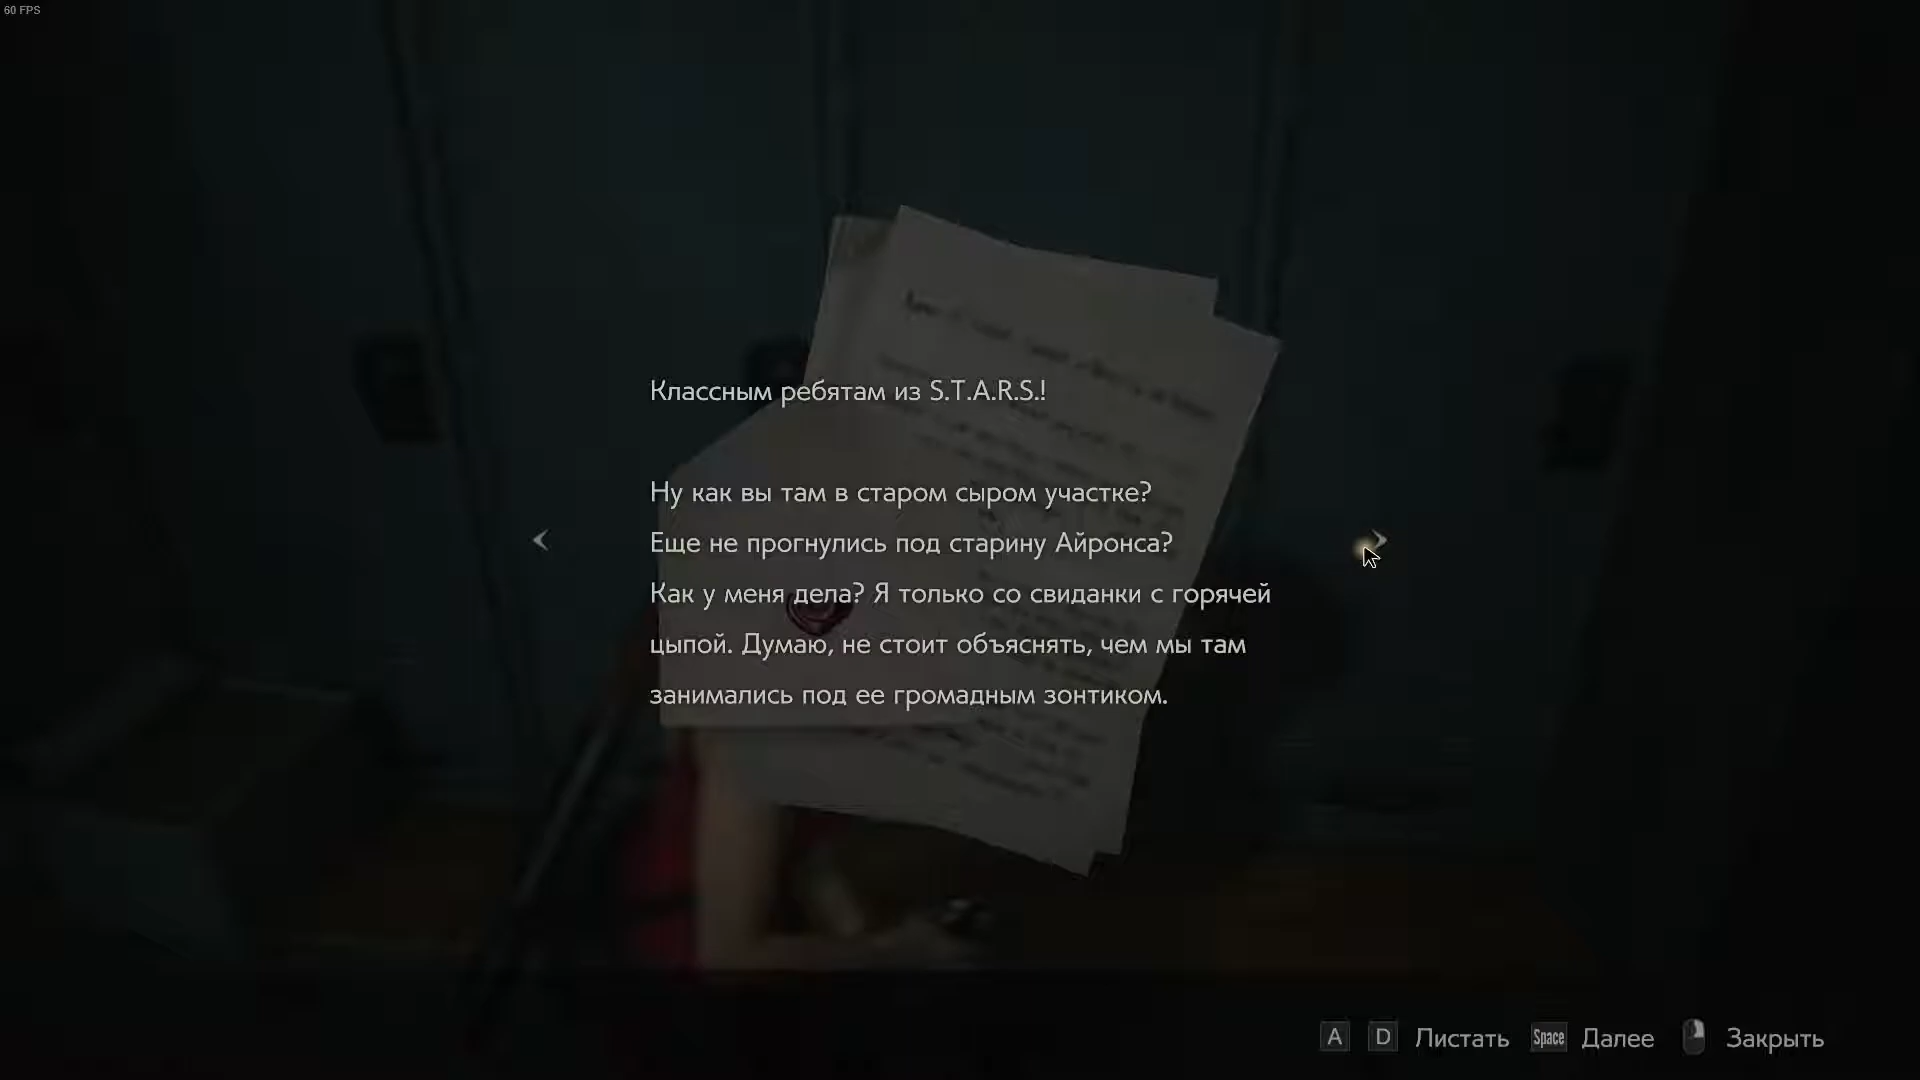 60 FPS
Классным ребятам из S.T.A.R.S.!
Ну как вы там в старом сыром участке?
Еще не прогнулись под старину Айронса?
Как у меня дела? Я только со свиданки с горячей
цыпой. Думаю, не стоит объяснять, чем мы там
занимались под ее громадным зонтиком.
A D Листать Space Далее Закрыть